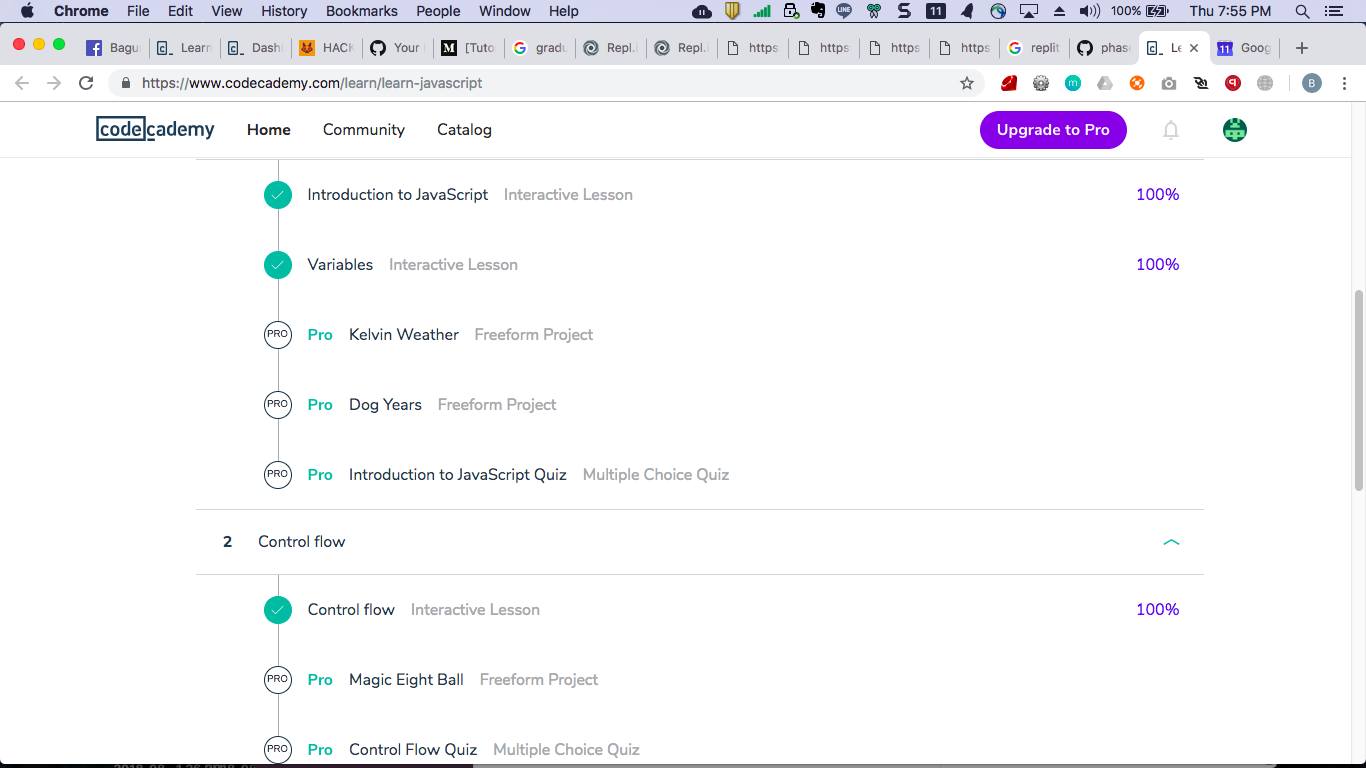 Chrome File Edit View History Bookmarks People Window Help 11 100% Thu 7:55 PM
Bagu Learn Dash HACK Your M [Tuto gradu Repl.i Repl.i https https https https replit phas Le 11 Goog
https://www.codecademy.com/learn/learn-javascript B
codecademy Home Community Catalog Upgrade to Pro
Introduction to JavaScript Interactive Lesson 100%
Variables Interactive Lesson 100%
PRO Pro Kelvin Weather Freeform Project
PRO Pro Dog Years Freeform Project
PRO Pro Introduction to JavaScript Quiz Multiple Choice Quiz
2 Control flow
Control flow Interactive Lesson 100%
PRO Pro Magic Eight Ball Freeform Project
PRO Pro Control Flow Quiz Multiple Choice Quiz